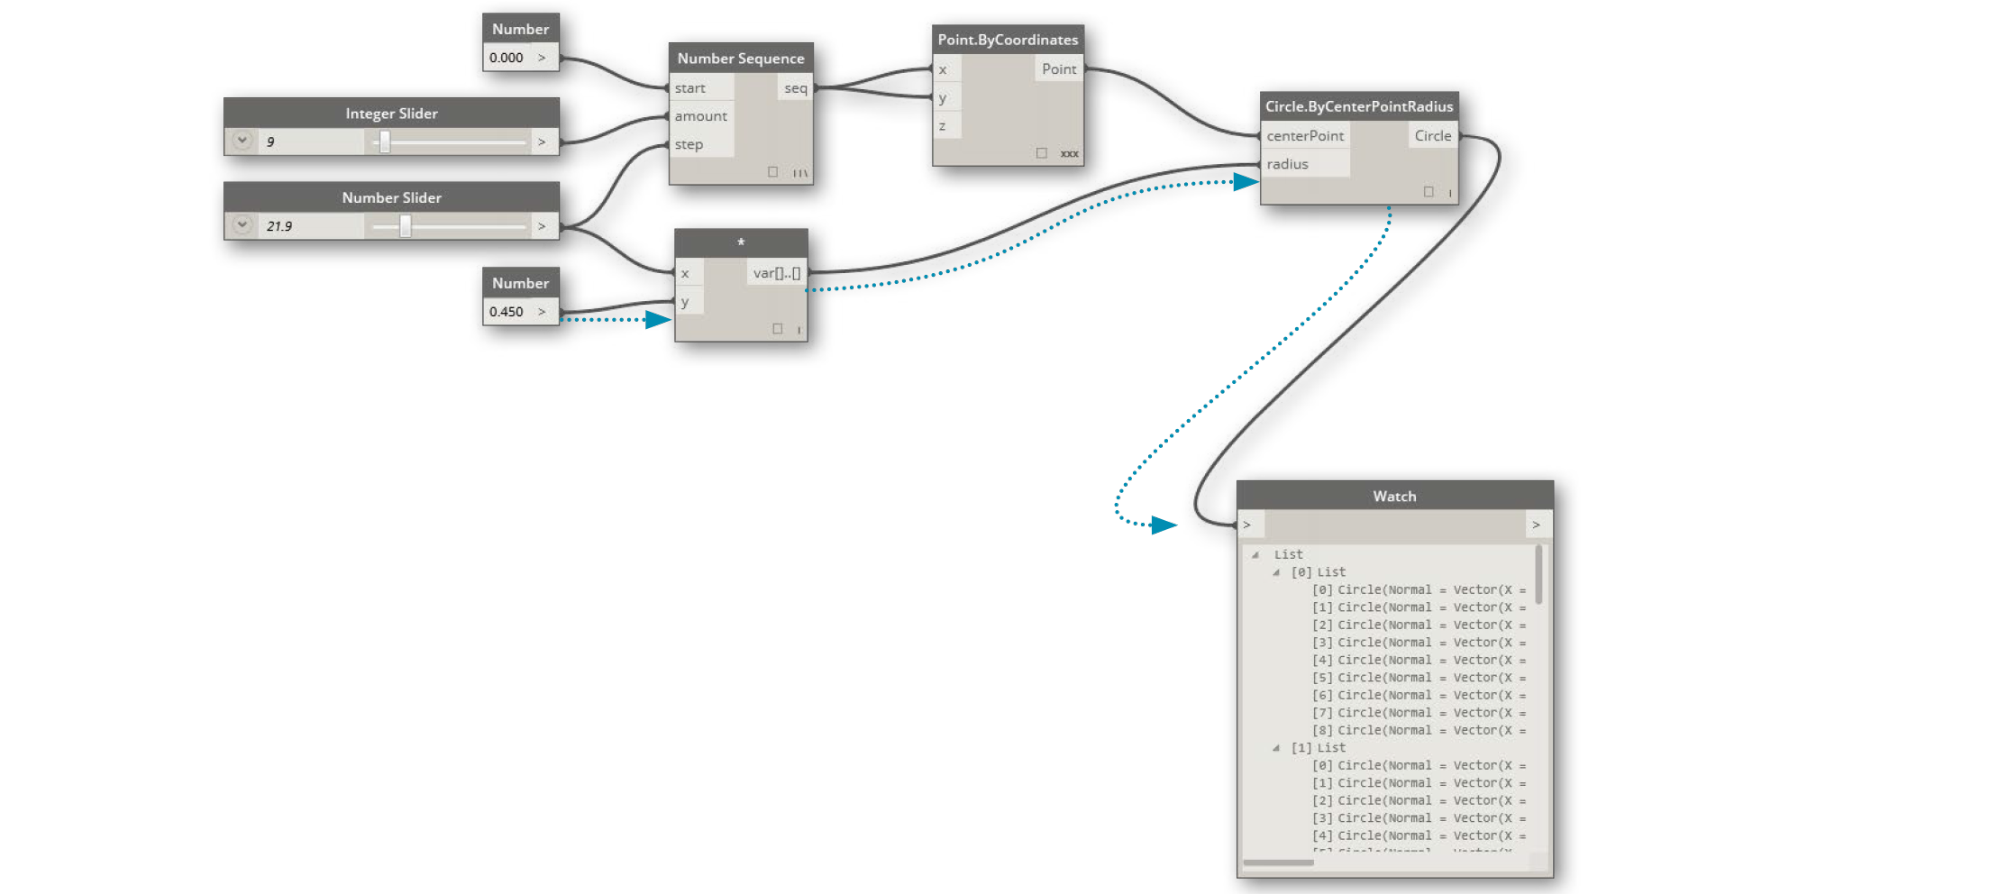 Number
0.000 >
Integer Slider
9 >
Number Slider
21.9 >
Number
0.450 >
Number Sequence
start seq
amount
step
*
x var[]..[]
y
Point.ByCoordinates
x Point
y
z
xxx
Circle.ByCenterPointRadius
centerPoint Circle
radius
Watch
> >
List
[0] List
[0] Circle(Normal = Vector(X =
[1] Circle(Normal = Vector(X =
[2] Circle(Normal = Vector(X =
[3] Circle(Normal = Vector(X =
[4] Circle(Normal = Vector(X =
[5] Circle(Normal = Vector(X =
[6] Circle(Normal = Vector(X =
[7] Circle(Normal = Vector(X =
[8] Circle(Normal = Vector(X =
[1] List
[0] Circle(Normal = Vector(X =
[1] Circle(Normal = Vector(X =
[2] Circle(Normal = Vector(X =
[3] Circle(Normal = Vector(X =
[4] Circle(Normal = Vector(X =